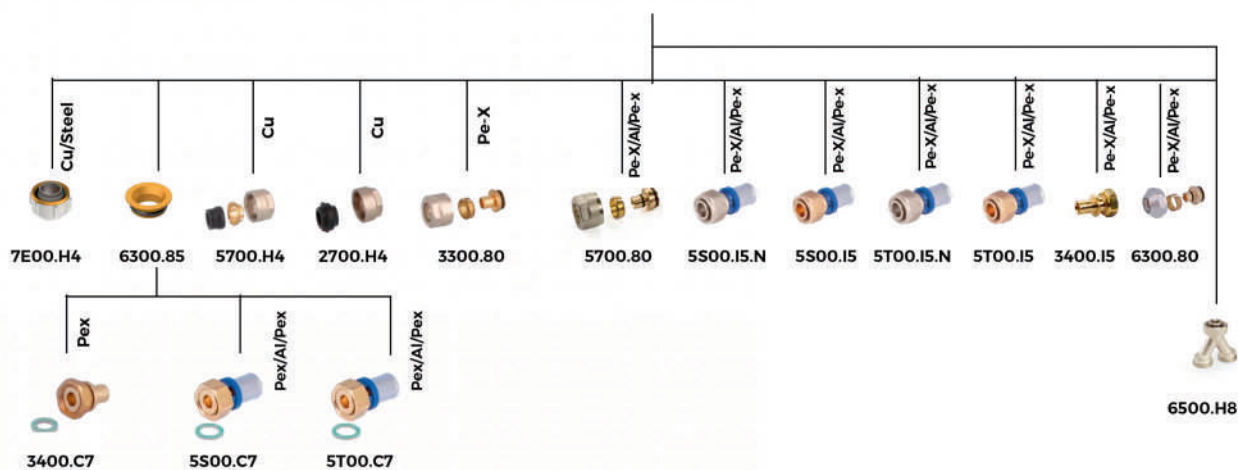 Cu/Steel
Cu
Cu
Pe-X
Pe-X/Al/Pe-x
Pe-X/Al/Pe-x
Pe-X/Al/Pe-x
Pe-X/Al/Pe-x
Pe-X/Al/Pe-x
Pe-X/Al/Pe-x
7E00.H4
6300.85
5700.H4
2700.H4
3300.80
5700.80
5S00.I5.N
5S00.I5
5T00.I5.N
5T00.I5
3400.I5
6300.80
Pex
Pex/Al/Pex
Pex/Al/Pex
6500.H8
3400.C7
5S00.C7
5T00.C7